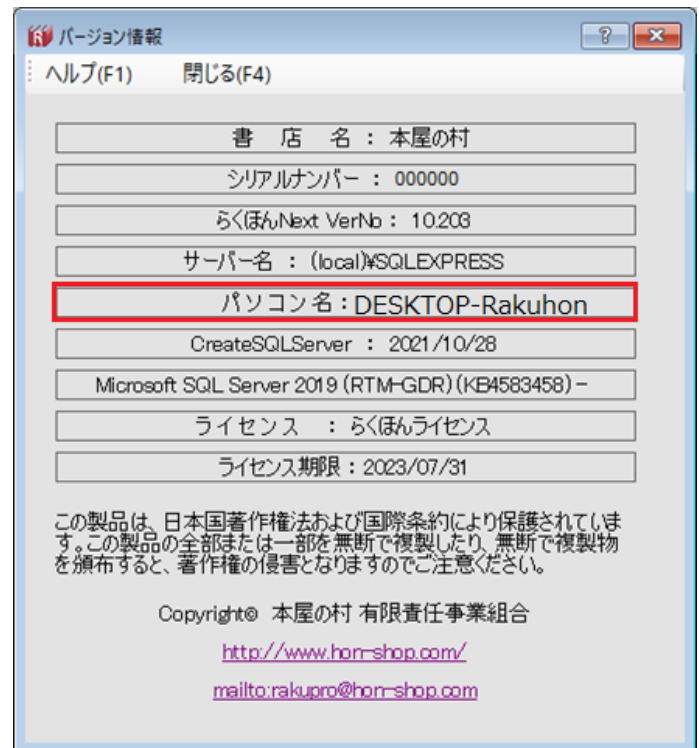 バージョン情報
ヘルプ(F1) 閉じる(F4)
書 店 名 : 本屋の村
シリアルナンバー : 000000
らくほんNext VerNo : 10.203
サーバー名 : (local)¥SQLEXPRESS
パソコン名:DESKTOP-Rakuhon
CreateSQLServer : 2021/10/28
Microsoft SQL Server 2019 (RTM-GDR) (KB4583458) -
ライセンス : らくほんライセンス
ライセンス期限 : 2023/07/31
この製品は、日本国著作権法および国際条約により保護されていま
す。この製品の全部または一部を無断で複製したり、無断で複製物
を頒布すると、著作権の侵害となりますのでご注意ください。
Copyright© 本屋の村 有限責任事業組合
http://www.hon-shop.com/
mailto:rakupro@hon-shop.com